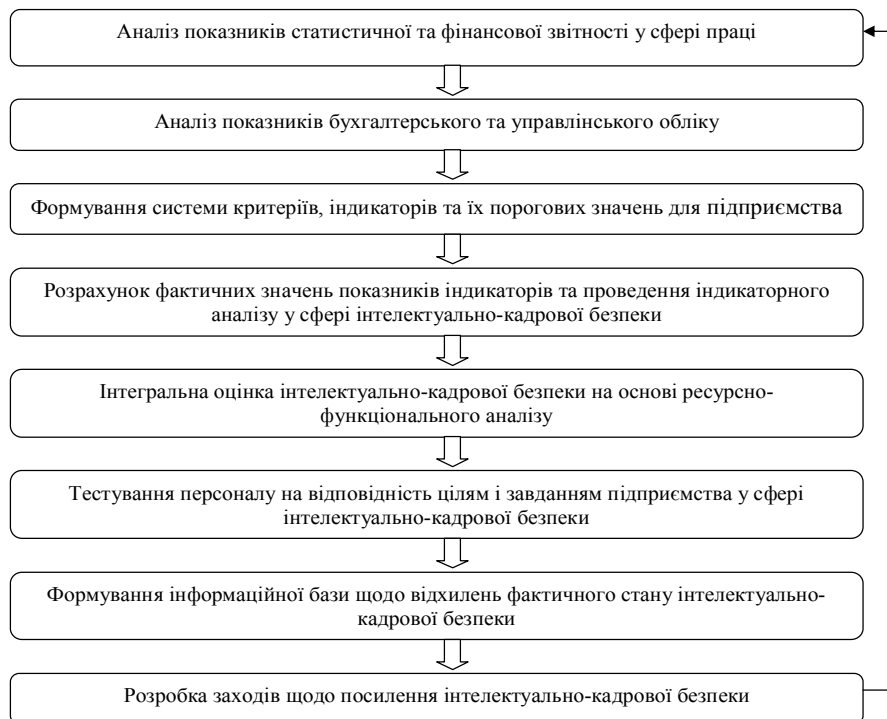 Аналіз показників статистичної та фінансової звітності у сфері праці
Аналіз показників бухгалтерського та управлінського обліку
Формування системи критеріїв, індикаторів та їх порогових значень для підприємства
Розрахунок фактичних значень показників індикаторів та проведення індикаторного
аналізу у сфері інтелектуально-кадрової безпеки
Інтегральна оцінка інтелектуально-кадрової безпеки на основі ресурсно-
функціонального аналізу
Тестування персоналу на відповідність цілям і завданням підприємства у сфері
інтелектуально-кадрової безпеки
Формування інформаційної бази щодо відхилень фактичного стану інтелектуально-
кадрової безпеки
Розробка заходів щодо посилення інтелектуально-кадрової безпеки